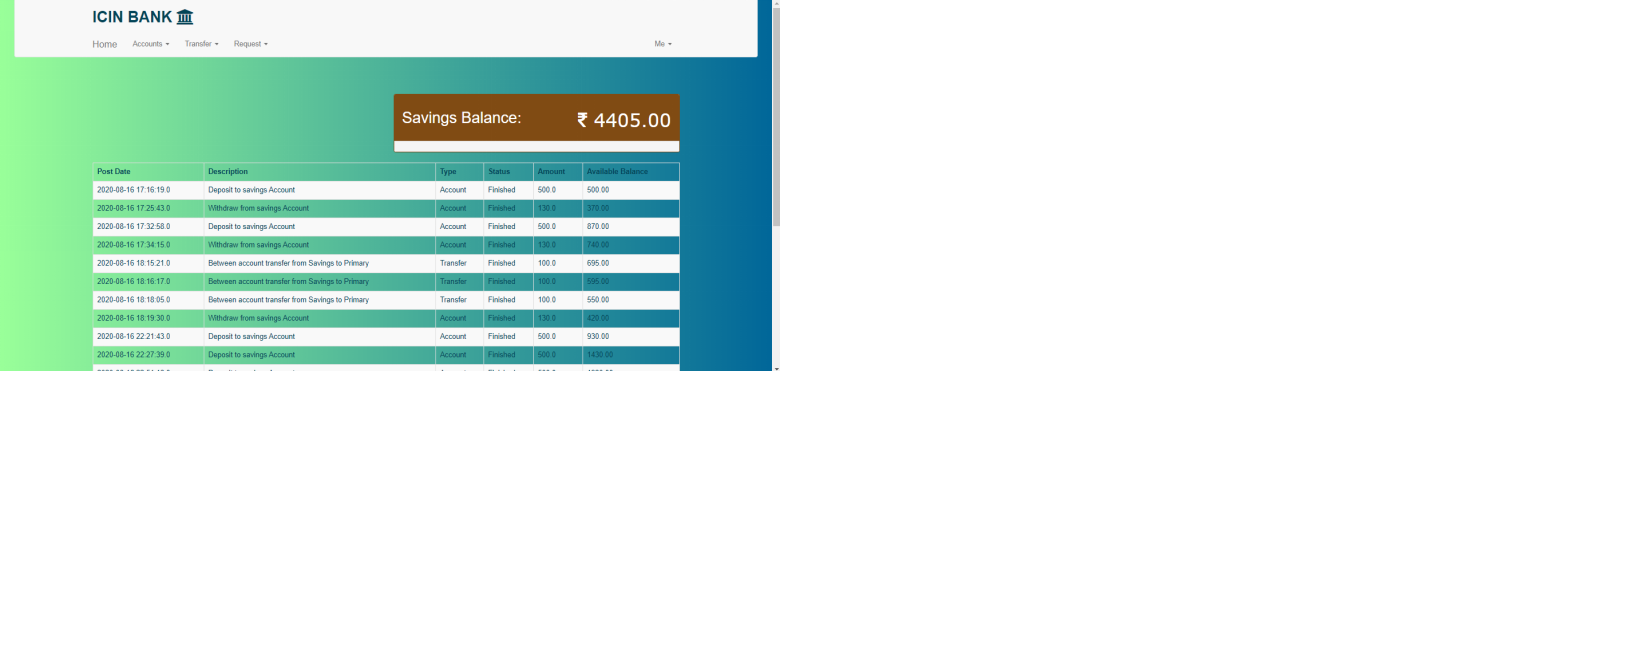 ICIN BANK
Home Accounts Transfer Request Me
Savings Balance: ₹ 4405.00
Post Date Description Type Status Amount Available Balance
2020-08-16 17:16:19.0 Deposit to savings Account Account Finished 500.0 500.00
2020-08-16 17:25:43.0 Withdraw from savings Account Account Finished 130.0 370.00
2020-08-16 17:32:58.0 Deposit to savings Account Account Finished 500.0 870.00
2020-08-16 17:34:15.0 Withdraw from savings Account Account Finished 130.0 740.00
2020-08-16 18:15:21.0 Between account transfer from Savings to Primary Transfer Finished 100.0 695.00
2020-08-16 18:16:17.0 Between account transfer from Savings to Primary Transfer Finished 100.0 595.00
2020-08-16 18:18:05.0 Between account transfer from Savings to Primary Transfer Finished 100.0 550.00
2020-08-16 18:19:30.0 Withdraw from savings Account Account Finished 130.0 420.00
2020-08-16 22:21:43.0 Deposit to savings Account Account Finished 500.0 930.00
2020-08-16 22:27:39.0 Deposit to savings Account Account Finished 500.0 1430.00